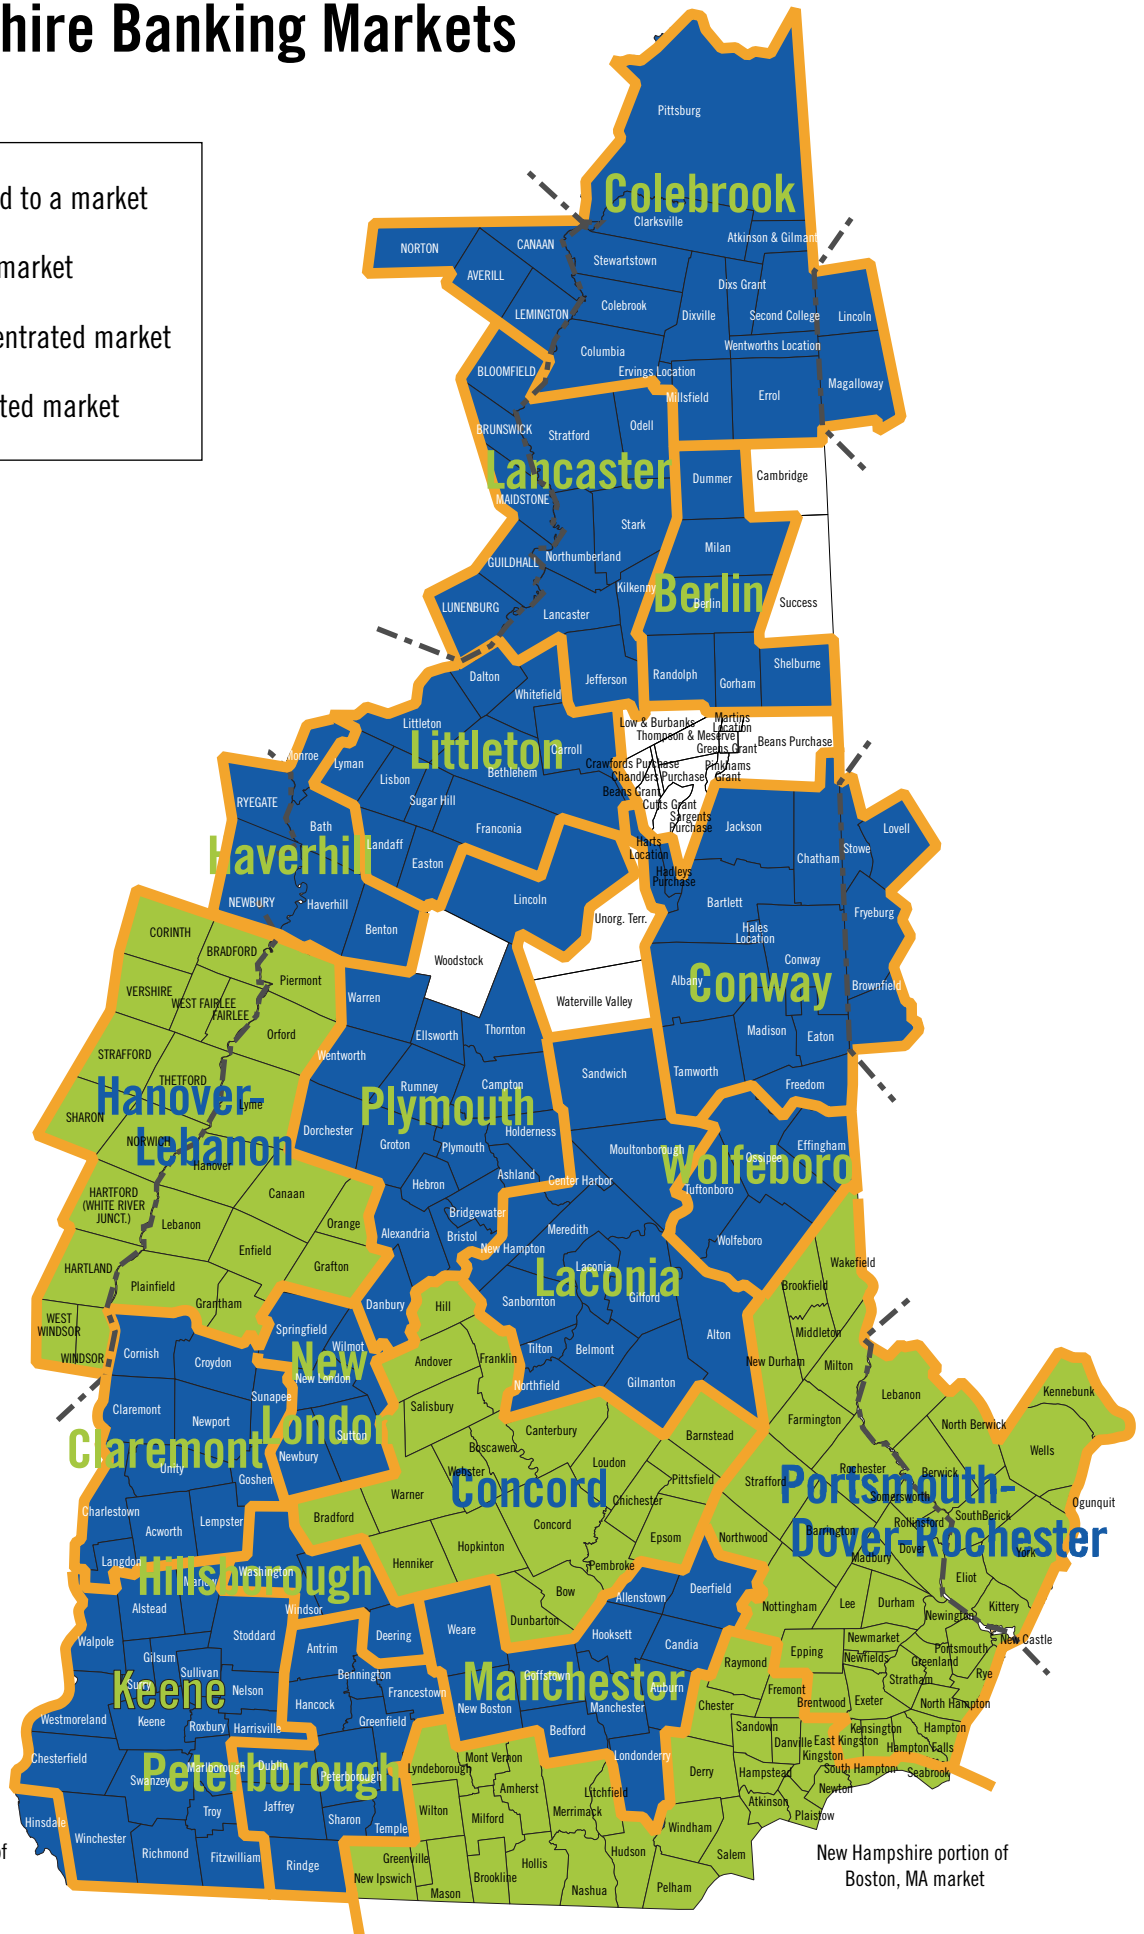 hire Banking Markets
d to a market
market
entrated market
ted market
Pittsburg
Colebrook
Clarksville
Atkinson & Gilmant
NORTON
CANAAN
AVERILL
LEMINGTON
Stewartstown
Dixs Grant
Colebrook
Dixville
Second College
Lincoln
Wentworths Location
Columbia
Ervings Location
BLOOMFIELD
Millsfield
Errol
Magalloway
BRUNSWICK
Stratford
Odell
Lancaster
Dummer
Cambridge
MAIDSTONE
Stark
Northumberland
Milan
GUILDHALL
Kilkenny
Berlin
Berlin
Success
LUNENBURG
Lancaster
Dalton
Whitefield
Jefferson
Randolph
Gorham
Shelburne
Littleton
Littleton
Carroll
Low & Burbanks
Martins
Location
Thompson & Meserve
Greens Grant
Beans Purchase
Monroe
Lyman
Bethlehem
Crawfords Purchase
Pinkhams
Grant
Chandlers Purchase
Lisbon
Beans Grant
Sugar Hill
Cutts Grant
Sargents
Purchase
RYEGATE
Bath
Franconia
Jackson
Lovell
Haverhill
Landaff
Easton
Harts
Location
Chatham
Stowe
Hadleys
Purchase
NEWBURY
Haverhill
Lincoln
Bartlett
Fryeburg
Benton
Unorg. Terr.
Hales
Location
CORINTH
BRADFORD
Woodstock
Conway
Piermont
Albany
Conway
Brownfield
VERSHIRE
WEST FAIRLEE
FAIRLEE
Warren
Waterville Valley
Orford
Ellsworth
Thornton
Madison
Eaton
STRAFFORD
Wentworth
Sandwich
Tamworth
THETFORD
Rumney
Campton
Freedom
Hanover-
Lebanon
Lyme
Plymouth
SHARON
NORWICH
Dorchester
Groton
Plymouth
Holderness
Moultonborough
Effingham
Ossipee
Wolfeboro
Hanover
Hebron
Ashland
Center Harbor
Tuftonboro
HARTFORD
(WHITE RIVER
JUNCT.)
Canaan
Lebanon
Orange
Bridgewater
Alexandria
Bristol
Meredith
New Hampton
Wolfeboro
Enfield
Grafton
HARTLAND
Laconia
Laconia
Wakefield
Plainfield
Grantham
Danbury
Hill
Sanbornton
Gilford
Brookfield
WEST
WINDSOR
Springfield
Wilmot
Alton
Middleton
WINDSOR
Cornish
Croydon
New
London
New London
Andover
Franklin
Tilton
Belmont
New Durham
Milton
Sunapee
Northfield
Gilmanton
Lebanon
Kennebunk
Claremont
Newport
Salisbury
Farmington
North Berwick
Sutton
Canterbury
Barnstead
Wells
Claremont
Boscawen
Newbury
Unity
Goshen
Webster
Loudon
Pittsfield
Strafford
Rochester
Berwick
Portsmouth-
Dover-Rochester
Concord
Warner
Chichester
Somersworth
Ogunquit
Charlestown
Acworth
Lempster
Bradford
Concord
Rollinsford
SouthBerick
Epsom
Northwood
Barrington
Dover
Madbury
York
Langdon
Hopkinton
Henniker
Pembroke
Hillsborough
Washington
Marlow
Eliot
Alstead
Windsor
Bow
Allenstown
Deerfield
Nottingham
Lee
Durham
Kittery
Newington
Dunbarton
Walpole
Stoddard
Antrim
Deering
Weare
Hooksett
Candia
Epping
Newmarket
Newfields
Portsmouth
New Castle
Gilsum
Sullivan
Bennington
Raymond
Greenland
Rye
Surry
Keene
Nelson
Goffstown
Auburn
Manchester
Stratham
Hancock
Francestown
Fremont
Brentwood
Exeter
North Hampton
Westmoreland
Keene
Roxbury
Harrisville
Greenfield
New Boston
Manchester
Chester
Bedford
Sandown
Danville
East Kingston
Kensington
Hampton
Chesterfield
Peterborough
Marlborough
Dublin
Londonderry
Kingston
Hampton Falls
Swanzey
Peterborough
Lyndeborough
Mont Vernon
Derry
Hampstead
South Hampton
Seabrook
Amherst
Litchfield
Newton
Atkinson
Plaistow
Troy
Jaffrey
Sharon
Temple
Wilton
Milford
Merrimack
Hinsdale
Winchester
Windham
Richmond
Fitzwilliam
Rindge
Greenville
Hollis
Hudson
Salem
New Ipswich
Mason
Brookline
Nashua
Pelham
of
New Hampshire portion of
Boston, MA market